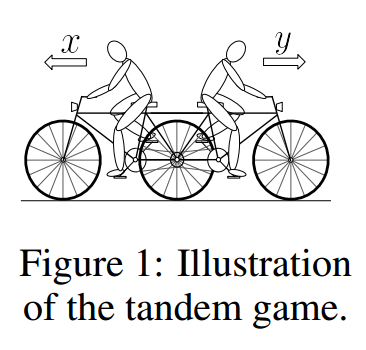 x
y
Figure 1: Illustration
of the tandem game.